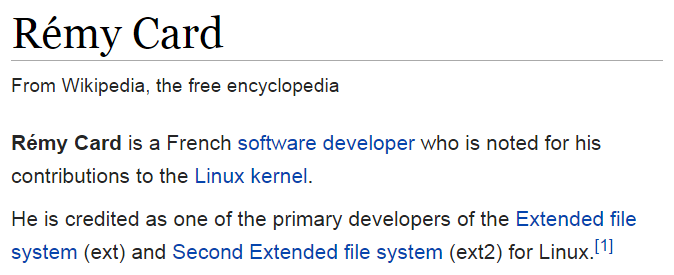 Rémy Card
From Wikipedia, the free encyclopedia
Rémy Card is a French software developer who is noted for his
contributions to the Linux kernel.
He is credited as one of the primary developers of the Extended file
system (ext) and Second Extended file system (ext2) for Linux.[1]